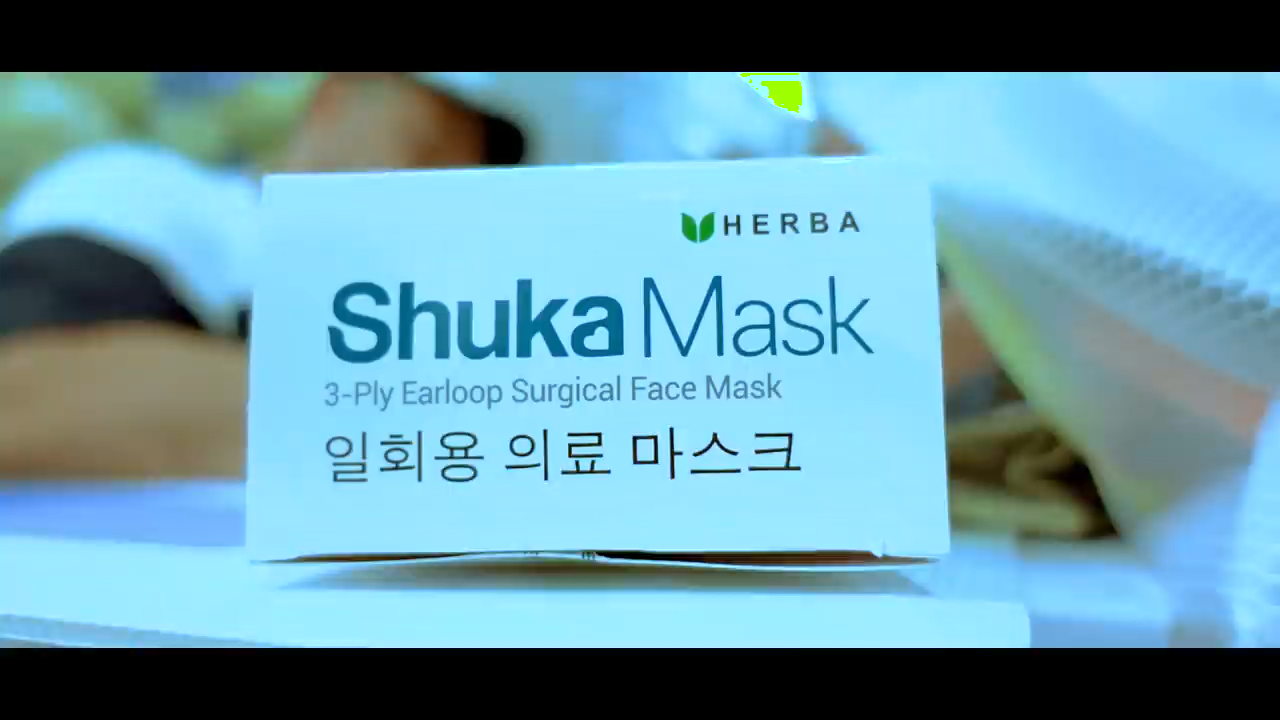 HERBA
Shuka Mask
3-Ply Earloop Surgical Face Mask
일회용 의료 마스크